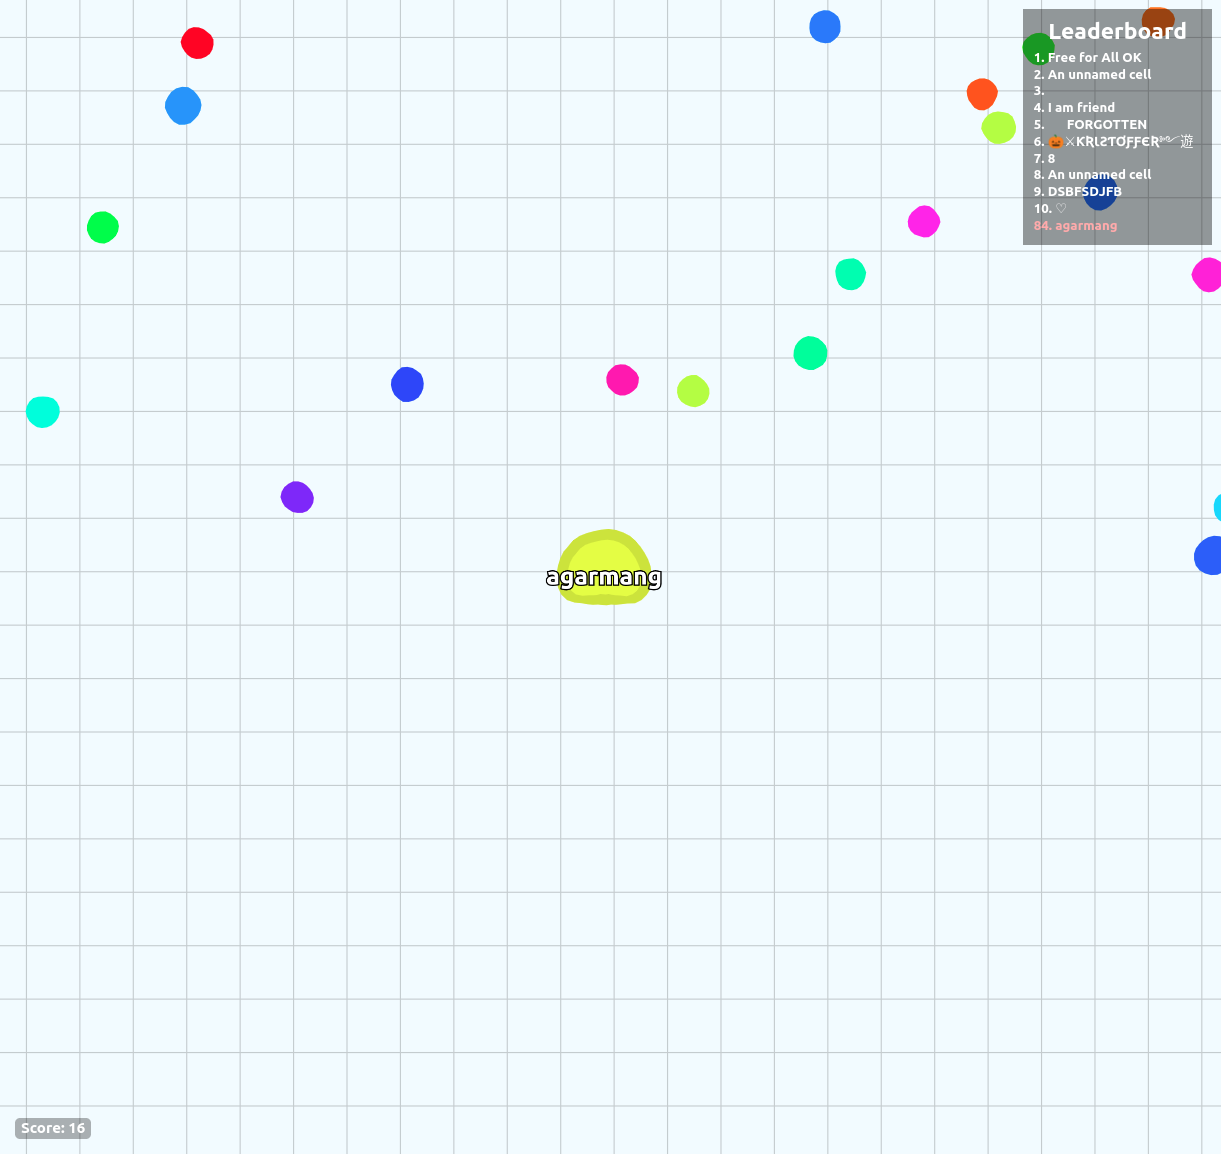 Leaderboard
1. Free for All OK
2. An unnamed cell
3.
4. I am friend
5. FORGOTTEN
6.
7. 8
8. An unnamed cell
9. DSBFSDJFB
10. ♡
84. agarmang
agarmang
Score: 16